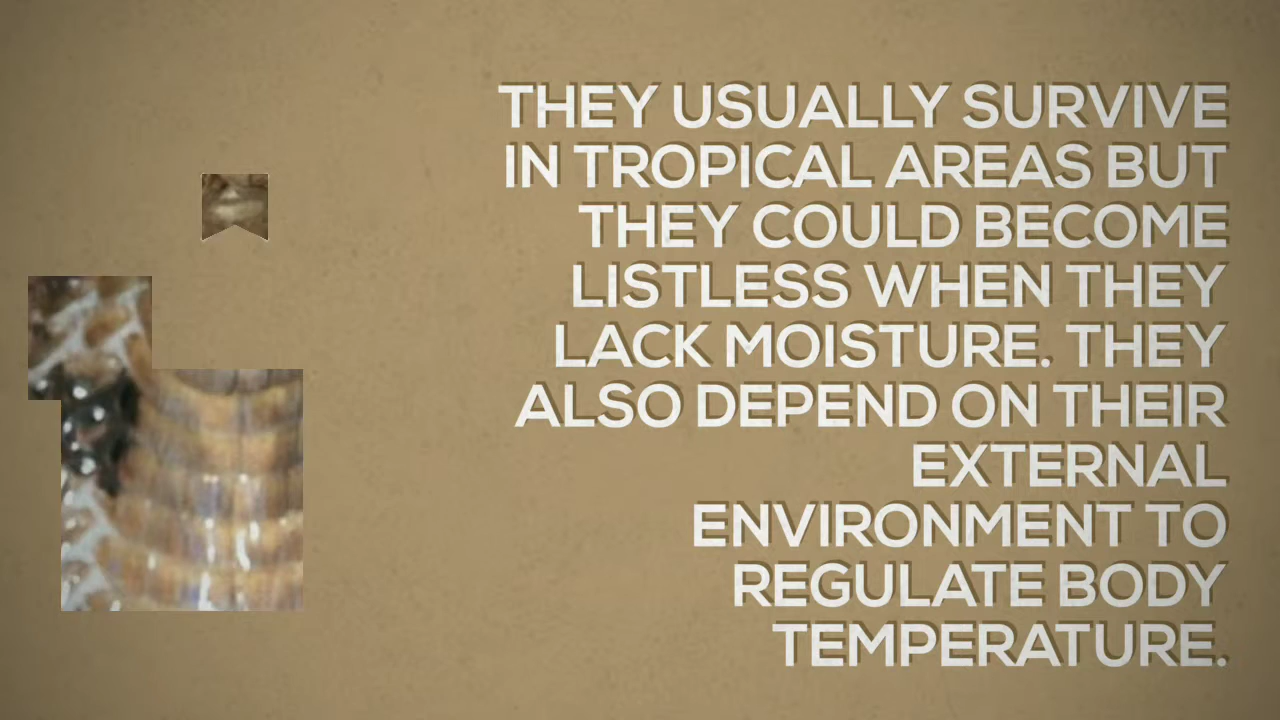 THEY USUALLY SURVIVE
IN TROPICAL AREAS BUT
THEY COULD BECOME
LISTLESS WHEN THEY
LACK MOISTURE. THEY
ALSO DEPEND ON THEIR
EXTERNAL
ENVIRONMENT TO
REGULATE BODY
TEMPERATURE.